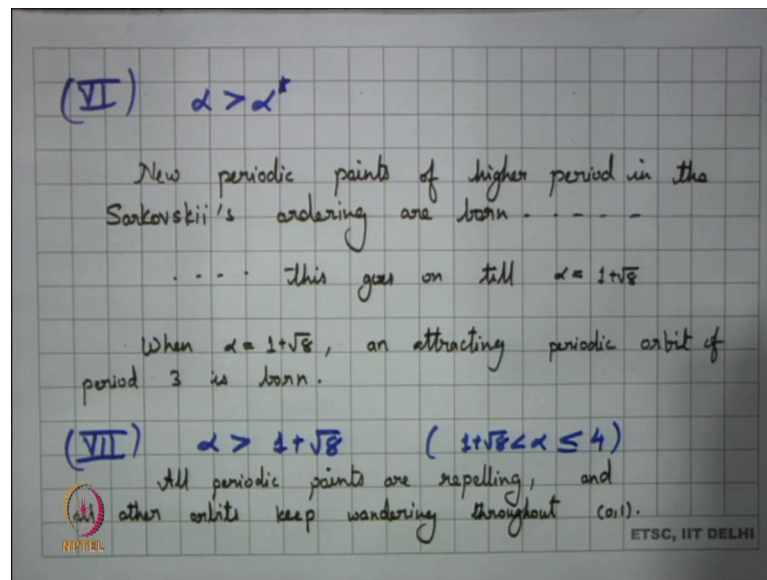 (VI) α > α*
New periodic points of higher period in the
Sarkovskii's ordering are born - - - - -
. - - - This goes on till α = 1+√8
When α = 1+√8, an attracting periodic orbit of
period 3 is born.
(VII) α > 1+√8 (1+√8 < α ≤ 4)
All periodic points are repelling, and
all other orbits keep wandering throughout (0,1).
NPTEL
ETSC, IIT DELHI